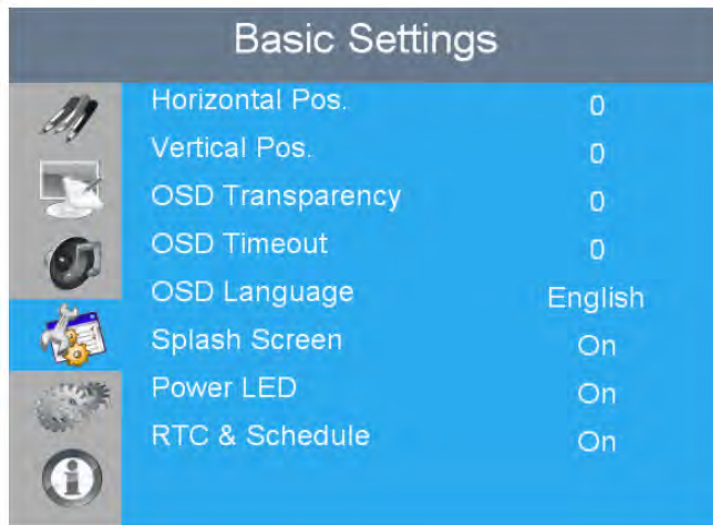 Basic Settings
Horizontal Pos. 0
Vertical Pos. 0
OSD Transparency 0
OSD Timeout 0
OSD Language English
Splash Screen On
Power LED On
RTC & Schedule On